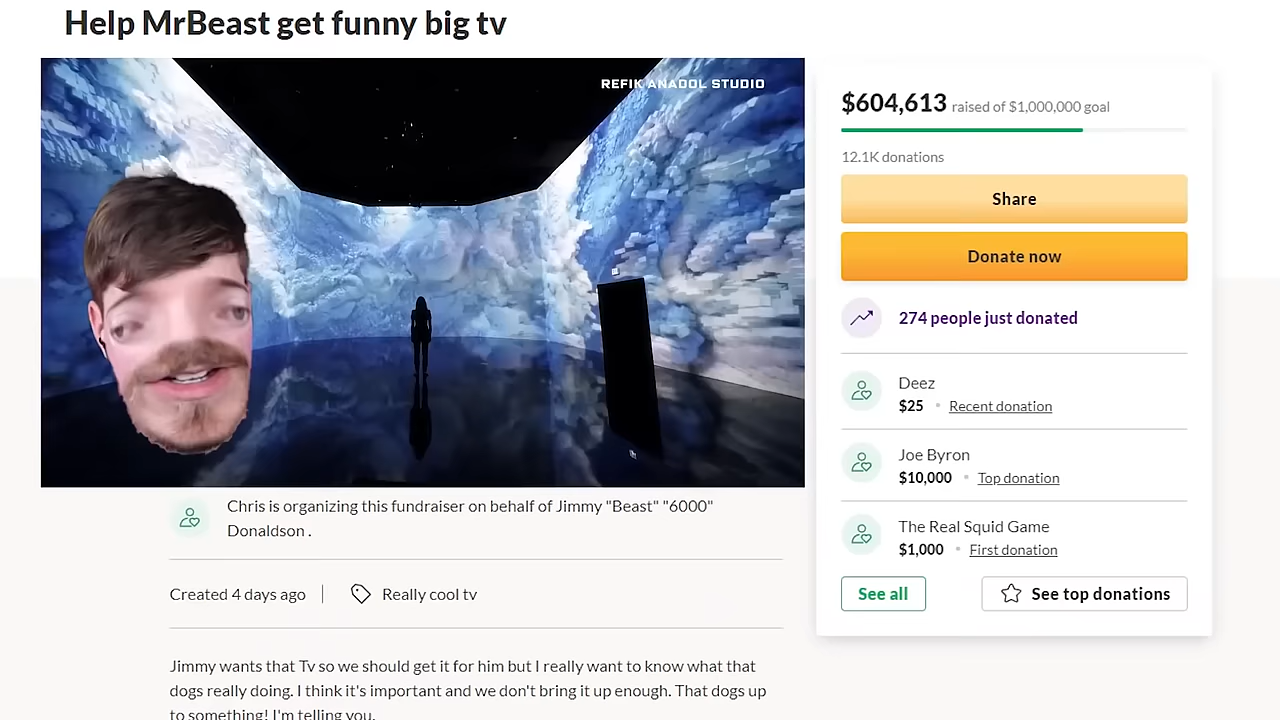 Help MrBeast get funny big tv
REFIK ANADOL STUDIO
$604,613 raised of $1,000,000 goal
12.1K donations
Share
Donate now
274 people just donated
Deez
$25 • Recent donation
Joe Byron
$10,000 • Top donation
The Real Squid Game
$1,000 • First donation
See all
See top donations
Chris is organizing this fundraiser on behalf of Jimmy "Beast" "6000"
Donaldson .
Created 4 days ago
Really cool tv
Jimmy wants that Tv so we should get it for him but I really want to know what that
dogs really doing. I think it's important and we don't bring it up enough. That dogs up
to something! I'm telling you.